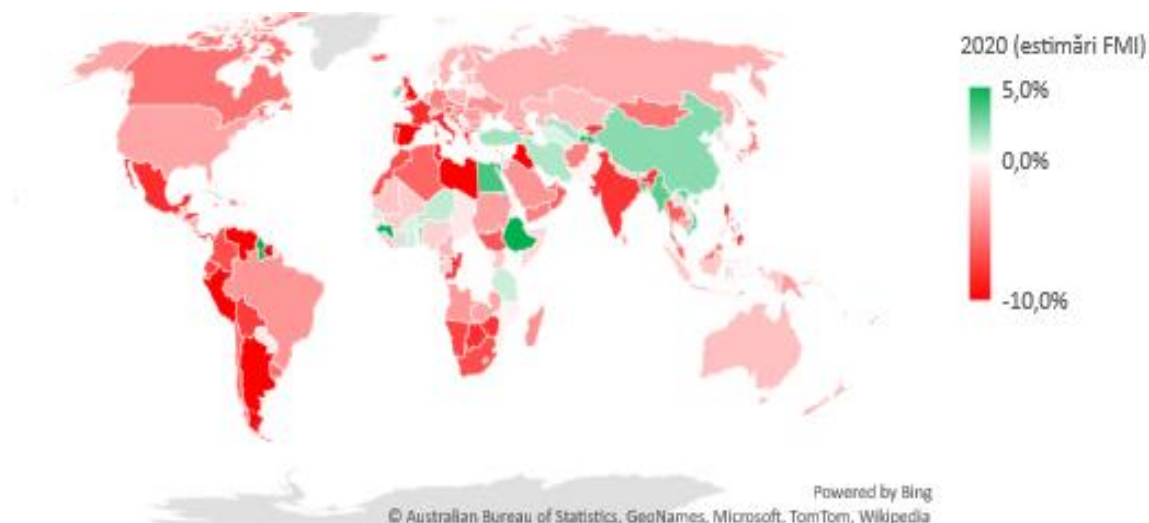 2020 (estimări FMI)
5,0%
0,0%
-10,0%
Powered by Bing
© Australian Bureau of Statistics, GeoNames, Microsoft, TomTom, Wikipedia